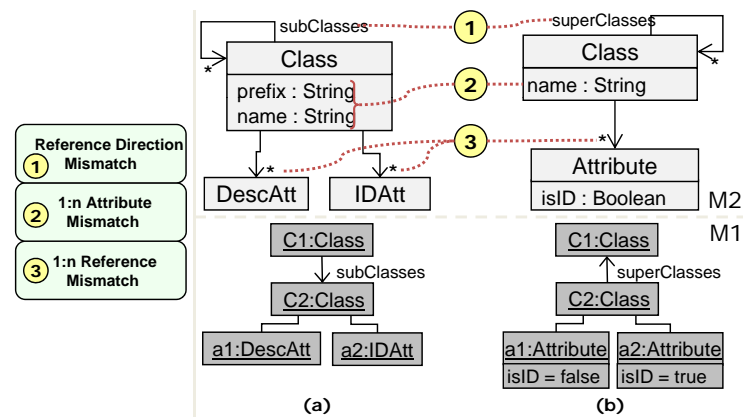 subClasses
1
superClasses
Class
*
Class
*
prefix : String
name : String
2
name : String
Reference Direction
Mismatch
1
1:n Attribute
Mismatch
2
1:n Reference
Mismatch
3
3
*
*
*
DescAtt
IDAtt
Attribute
isID : Boolean
M2
M1
C1:Class
subClasses
C2:Class
a1:DescAtt
a2:IDAtt
C1:Class
superClasses
C2:Class
a1:Attribute
isID = false
a2:Attribute
isID = true
(a)
(b)